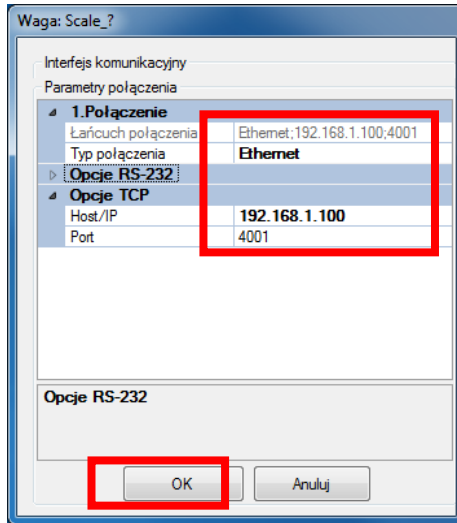 Waga: Scale_?
Interfejs komunikacyjny
Parametry połączenia
1.Połączenie
Łańcuch połączenia Ethernet;192.168.1.100;4001
Typ połączenia Ethernet
Opcje RS-232
Opcje TCP
Host/IP 192.168.1.100
Port 4001
Opcje RS-232
OK Anuluj